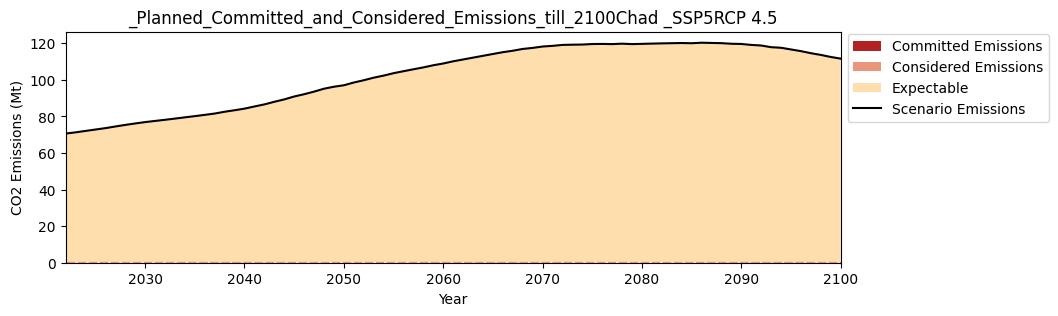 _Planned_Committed_and_Considered_Emissions_till_2100Chad _SSP5RCP 4.5
CO2 Emissions (Mt)
120
100
80
60
40
20
0
2030 2040 2050 2060 2070 2080 2090 2100
Year
Committed Emissions
Considered Emissions
Expectable
Scenario Emissions